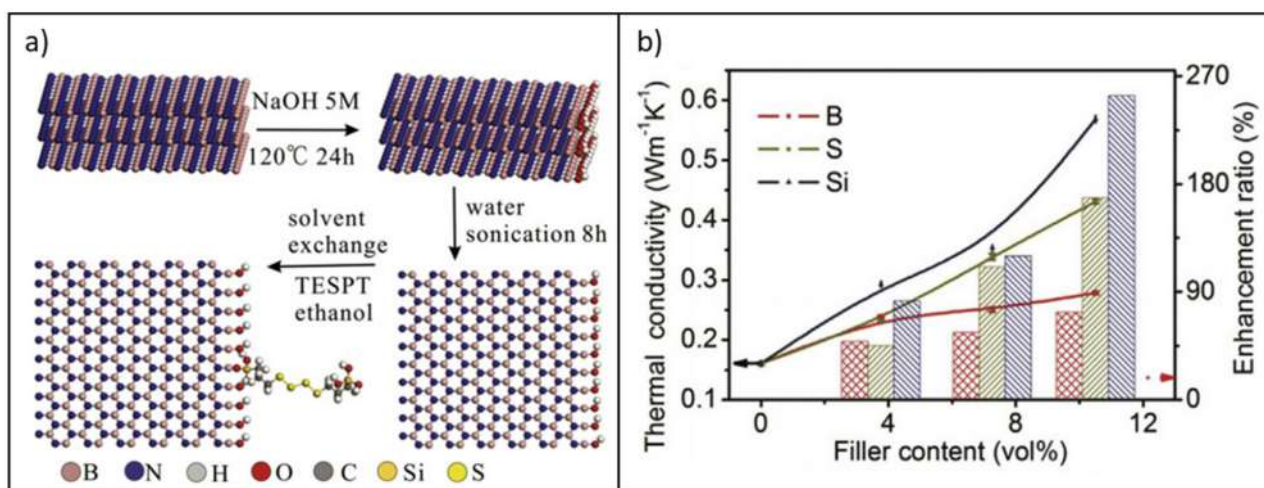 a)
NaOH 5M
120℃ 24h
water
sonication 8h
solvent
exchange
TESPT
ethanol
B N H O C Si S
b)
Thermal conductivity (Wm⁻¹K⁻¹)
0.6
0.5
0.4
0.3
0.2
0.1
B
S
Si
270
180
90
0
Enhancement ratio (%)
0 4 8 12
Filler content (vol%)